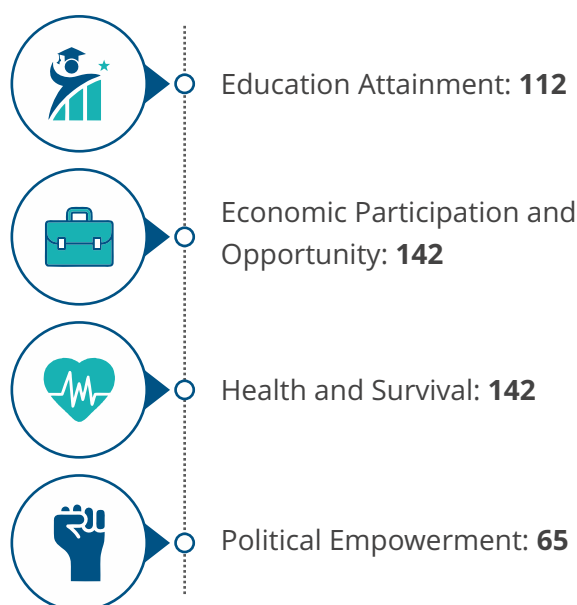 Education Attainment: 112
Economic Participation and
Opportunity: 142
Health and Survival: 142
Political Empowerment: 65